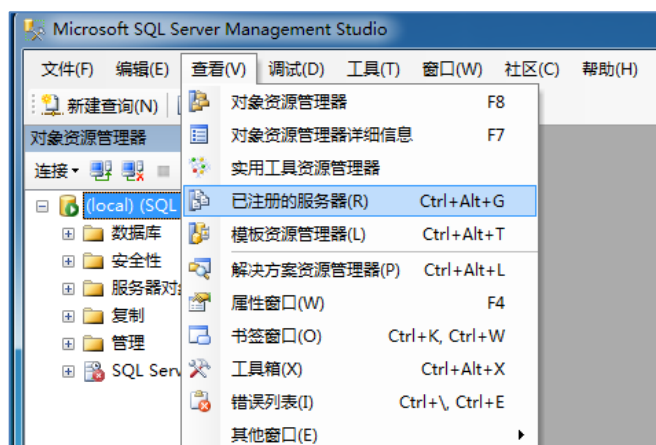 Microsoft SQL Server Management Studio
文件(F) 编辑(E) 查看(V) 调试(D) 工具(T) 窗口(W) 社区(C) 帮助(H)
新建查询(N)
对象资源管理器
连接
(local) (SQL
数据库
安全性
服务器对
复制
管理
SQL Serv
对象资源管理器 F8
对象资源管理器详细信息 F7
实用工具资源管理器
已注册的服务器(R) Ctrl+Alt+G
模板资源管理器(L) Ctrl+Alt+T
解决方案资源管理器(P) Ctrl+Alt+L
属性窗口(W) F4
书签窗口(O) Ctrl+K, Ctrl+W
工具箱(X) Ctrl+Alt+X
错误列表(I) Ctrl+\, Ctrl+E
其他窗口(E)